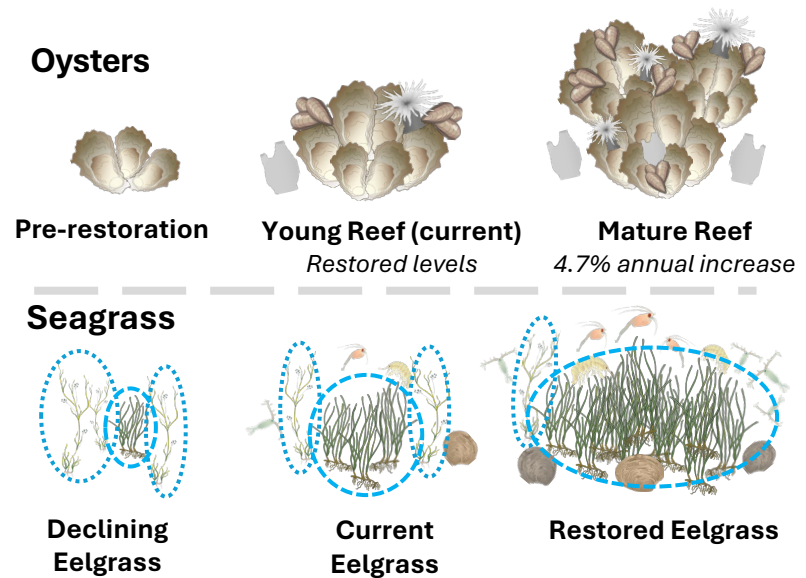 Oysters
Pre-restoration
Young Reef (current)
Restored levels
Mature Reef
4.7% annual increase
Seagrass
Declining
Eelgrass
Current
Eelgrass
Restored Eelgrass